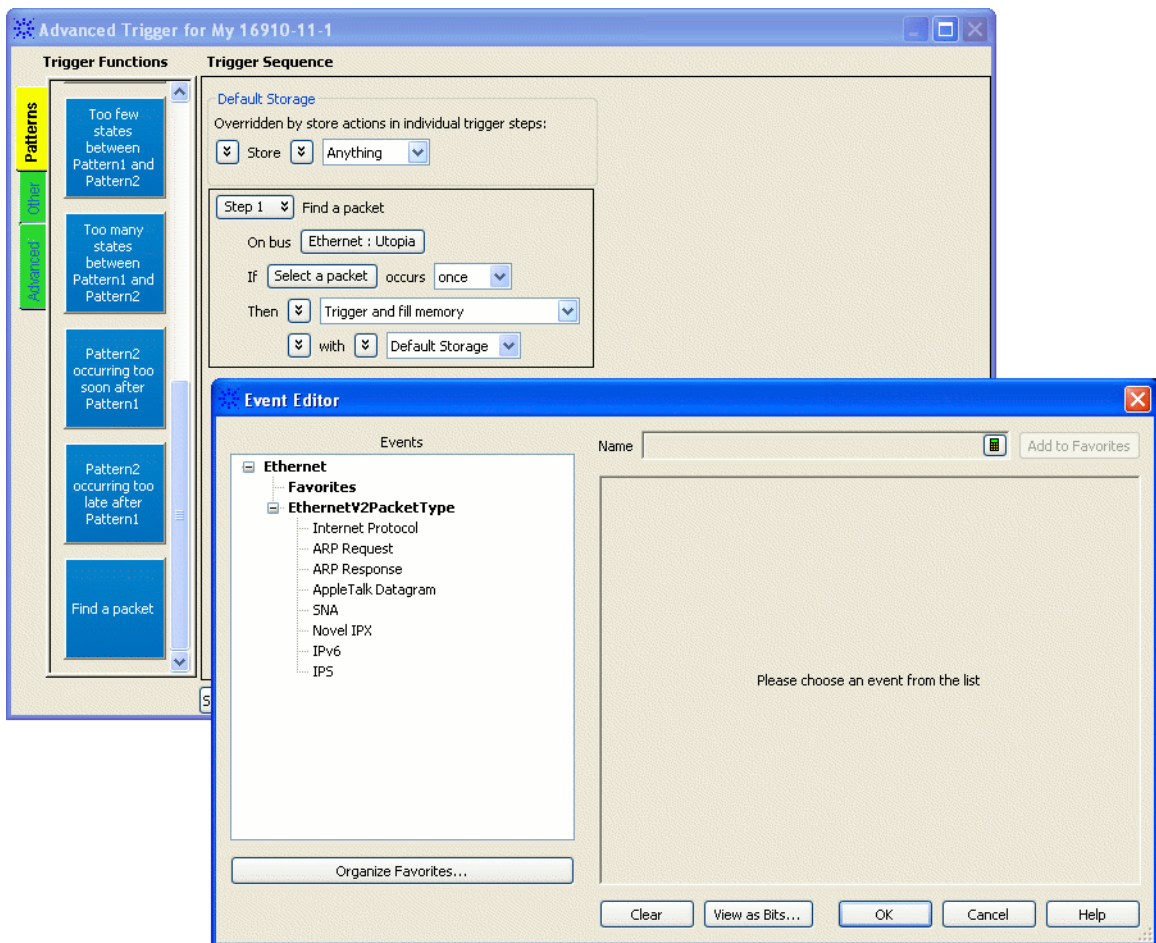 Advanced Trigger for My 16910-11-1
Trigger Functions
Trigger Sequence
Patterns
Other
Advanced
Too few
states
between
Pattern1 and
Pattern2
Too many
states
between
Pattern1 and
Pattern2
Pattern2
occurring too
soon after
Pattern1
Pattern2
occurring too
late after
Pattern1
Find a packet
Default Storage
Overridden by store actions in individual trigger steps:
Store Anything
Step 1 Find a packet
On bus Ethernet : Utopia
If Select a packet occurs once
Then Trigger and fill memory
with Default Storage
S
Event Editor
Events
Ethernet
Favorites
EthernetV2PacketType
Internet Protocol
ARP Request
ARP Response
AppleTalk Datagram
SNA
Novel IPX
IPv6
IPS
Organize Favorites...
Name
Add to Favorites
Please choose an event from the list
Clear View as Bits... OK Cancel Help